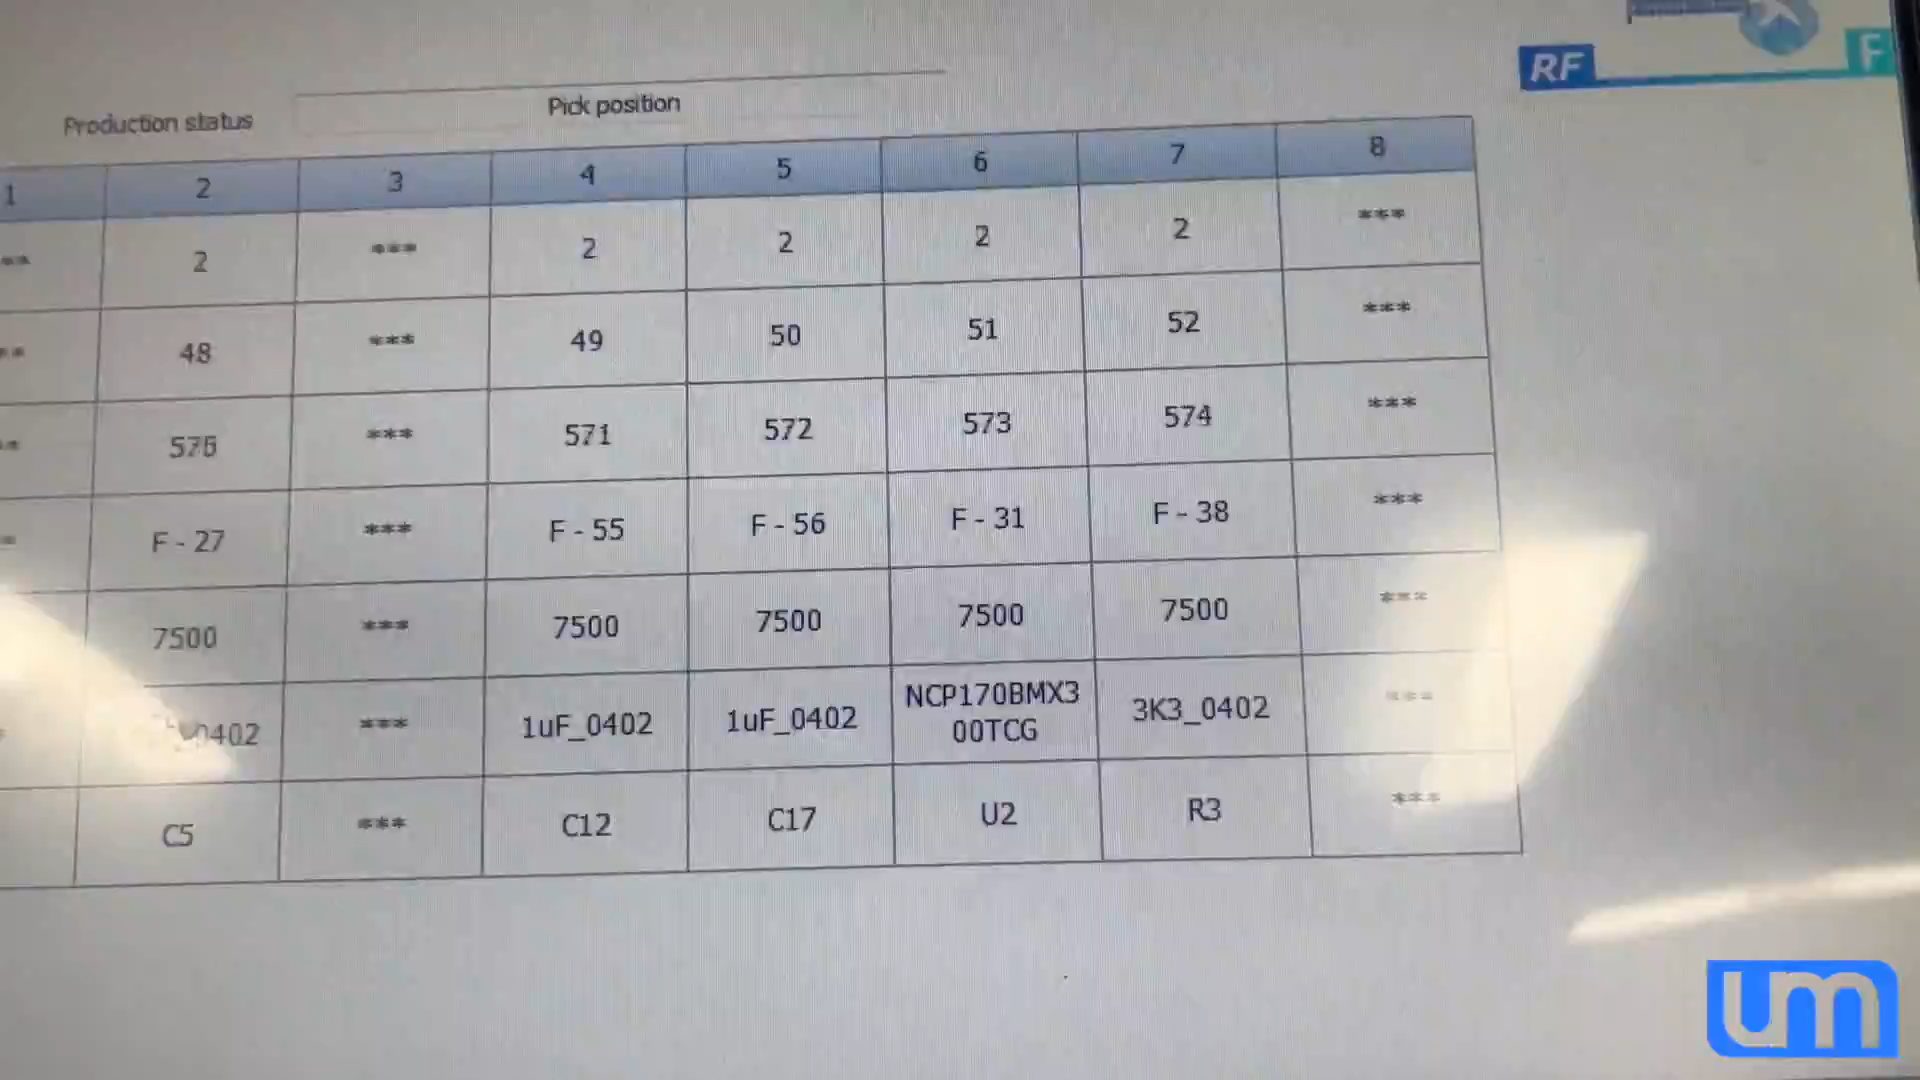 RF F
Production status Pick position
1 2 3 4 5 6 7 8
** 2 *** 2 2 2 2 ***
** 48 *** 49 50 51 52 ***
** *** 571 572 573 574 ***
F - 27 *** F - 55 F - 56 F - 31 F - 38 ***
7500 *** 7500 7500 7500 7500 ***
0402 *** 1uF_0402 1uF_0402 NCP170BMX3 3K3_0402 ***
00TCG
C5 *** C12 C17 U2 R3 ***
um